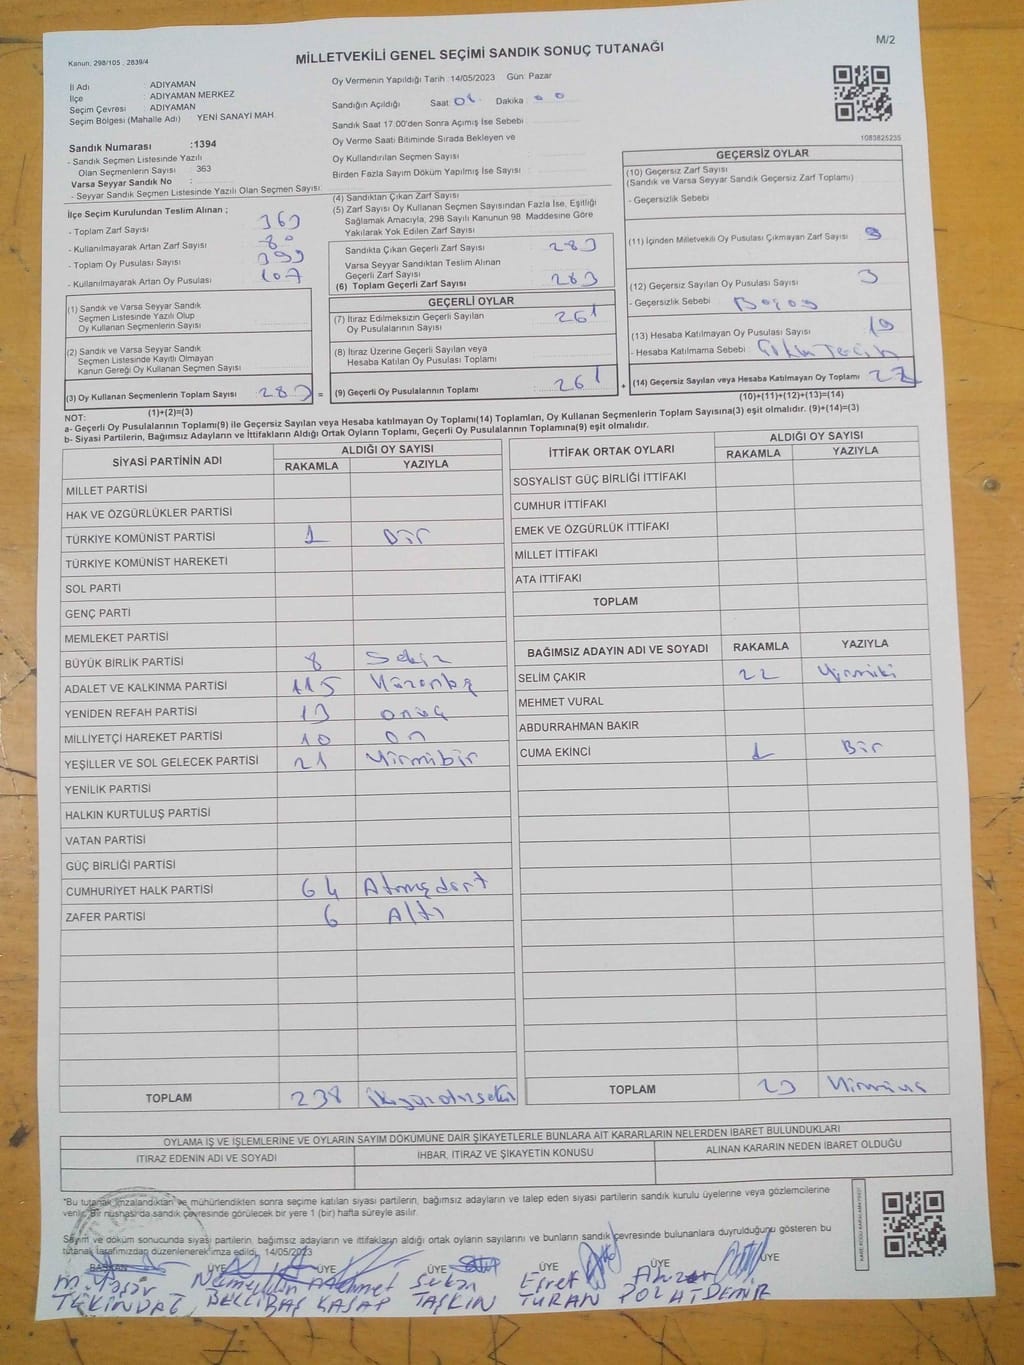 M/2
Kanun: 298/105 , 2839/4
MİLLETVEKİLİ GENEL SEÇİMİ SANDIK SONUÇ TUTANAĞI
İl Adı : ADIYAMAN
İlçe : ADIYAMAN MERKEZ
Seçim Çevresi : ADIYAMAN
Seçim Bölgesi (Mahalle Adı) YENİ SANAYİ MAH.
Oy Vermenin Yapıldığı Tarih :14/05/2023 Gün: Pazar
Sandığın Açıldığı Saat 08 Dakika 00
Sandık Saat 17:00'den Sonra Açımış İse Sebebi
Oy Verme Saati Bitiminde Sırada Bekleyen ve
Oy Kullandırılan Seçmen Sayısı
Birden Fazla Sayım Döküm Yapılmış İse Sayısı
1083825235
Sandık Numarası :1394
- Sandık Seçmen Listesinde Yazılı
Olan Seçmenlerin Sayısı : 363
Varsa Seyyar Sandık No :
- Seyyar Sandık Seçmen Listesinde Yazılı Olan Seçmen Sayısı:
İlçe Seçim Kurulundan Teslim Alınan ;
- Toplam Zarf Sayısı 363
- Kullanılmayarak Artan Zarf Sayısı 80
- Toplam Oy Pusulası Sayısı
- Kullanılmayarak Artan Oy Pusulası 107
(1) Sandık ve Varsa Seyyar Sandık
Seçmen Listesinde Yazılı Olup
Oy Kullanan Seçmenlerin Sayısı
(2) Sandık ve Varsa Seyyar Sandık
Seçmen Listesinde Kayıtlı Olmayan
Kanun Gereği Oy Kullanan Seçmen Sayısı
(3) Oy Kullanan Seçmenlerin Toplam Sayısı 283
(1)+(2)=(3)
(4) Sandıktan Çıkan Zarf Sayısı
(5) Zarf Sayısı Oy Kullanan Seçmen Sayısından Fazla İse, Eşitliği
Sağlamak Amacıyla, 298 Sayılı Kanunun 98. Maddesine Göre
Yakılarak Yok Edilen Zarf Sayısı
Sandıkta Çıkan Geçerli Zarf Sayısı 283
Varsa Seyyar Sandıktan Teslim Alınan
Geçerli Zarf Sayısı
(6) Toplam Geçerli Zarf Sayısı 283
GEÇERLİ OYLAR
(7) İtiraz Edilmeksizin Geçerli Sayılan
Oy Pusulalarının Sayısı 261
(8) İtiraz Üzerine Geçerli Sayılan veya
Hesaba Katılan Oy Pusulası Toplamı
= (9) Geçerli Oy Pusulalarının Toplamı 261 +
GEÇERSİZ OYLAR
(10) Geçersiz Zarf Sayısı
(Sandık ve Varsa Seyyar Sandık Geçersiz Zarf Toplamı)
- Geçersizlik Sebebi
(11) İçinden Milletvekili Oy Pusulası Çıkmayan Zarf Sayısı
(12) Geçersiz Sayılan Oy Pusulası Sayısı 3
- Geçersizlik Sebebi :
(13) Hesaba Katılmayan Oy Pusulası Sayısı 19
- Hesaba Katılmama Sebebi :
(14) Geçersiz Sayılan veya Hesaba Katılmayan Oy Toplamı 22
(10)+(11)+(12)+(13)=(14)
NOT:
a- Geçerli Oy Pusulalarının Toplam(9) ile Geçersiz Sayılan veya Hesaba katılmayan Oy Toplamı(14) Toplamları, Oy Kullanan Seçmenlerin Toplam Sayısına(3) eşit olmalıdır. (9)+(14)=(3)
b- Siyasi Partilerin, Bağımsız Adayların ve İttifakların Aldığı Ortak Oyların Toplamı, Geçerli Oy Pusulalarının Toplamına(9) eşit olmalıdır.
SİYASİ PARTİNİN ADI ALDIĞI OY SAYISI
RAKAMLA YAZIYLA
MİLLET PARTİSİ
HAK VE ÖZGÜRLÜKLER PARTİSİ
TÜRKİYE KOMÜNİST PARTİSİ 1 Bir
TÜRKİYE KOMÜNİST HAREKETİ
SOL PARTİ
GENÇ PARTİ
MEMLEKET PARTİSİ
BÜYÜK BİRLİK PARTİSİ 8 Sekiz
ADALET VE KALKINMA PARTİSİ 115 Yüzonbeş
YENİDEN REFAH PARTİSİ 13 onüç
MİLLİYETÇİ HAREKET PARTİSİ 10 on
YEŞİLLER VE SOL GELECEK PARTİSİ 21 Yirmibir
YENİLİK PARTİSİ
HALKIN KURTULUŞ PARTİSİ
VATAN PARTİSİ
GÜÇ BİRLİĞİ PARTİSİ
CUMHURİYET HALK PARTİSİ 64 Atmışdört
ZAFER PARTİSİ 6 Altı
TOPLAM 238
İTTİFAK ORTAK OYLARI ALDIĞI OY SAYISI
RAKAMLA YAZIYLA
SOSYALİST GÜÇ BİRLİĞİ İTTİFAKI
CUMHUR İTTİFAKI
EMEK VE ÖZGÜRLÜK İTTİFAKI
MİLLET İTTİFAKI
ATA İTTİFAKI
TOPLAM
BAĞIMSIZ ADAYIN ADI VE SOYADI RAKAMLA YAZIYLA
SELİM ÇAKIR 22 Yirmiiki
MEHMET VURAL
ABDURRAHMAN BAKIR
CUMA EKİNCİ 1 Bir
TOPLAM 23 Yirmiüç
OYLAMA İŞ VE İŞLEMLERİNE VE OYLARIN SAYIM DÖKÜMÜNE DAİR ŞİKAYETLERLE BUNLARA AİT KARARLARIN NELERDEN İBARET BULUNDUKLARI
İTİRAZ EDENİN ADI VE SOYADI İHBAR, İTİRAZ VE ŞİKAYETİN KONUSU ALINAN KARARIN NEDEN İBARET OLDUĞU
"Bu tutanak imzalandıktan ve mühürlendikten sonra seçime katılan siyasi partilerin, bağımsız adayların ve talep eden siyasi partilerin sandık kurulu üyelerine veya gözlemcilerine
verilir. Bir nüshası da sandık çevresinde görülecek bir yere 1 (bir) hafta süreyle asılır.
Sayım ve döküm sonucunda siyasi partilerin, bağımsız adayların ve ittifakların aldığı ortak oyların sayılarını ve bunların sandık çevresinde bulunanlara duyrulduğunu gösteren bu
tutanak tarafımızdan düzenlenerek imza edildi. 14/05/2023
BAŞKAN ÜYE ÜYE ÜYE ÜYE ÜYE
M. Yaşar Mehmet Serkan Eşref
TEKİNDAĞ KASAP TAŞKIN TURAN POLATDEMİR